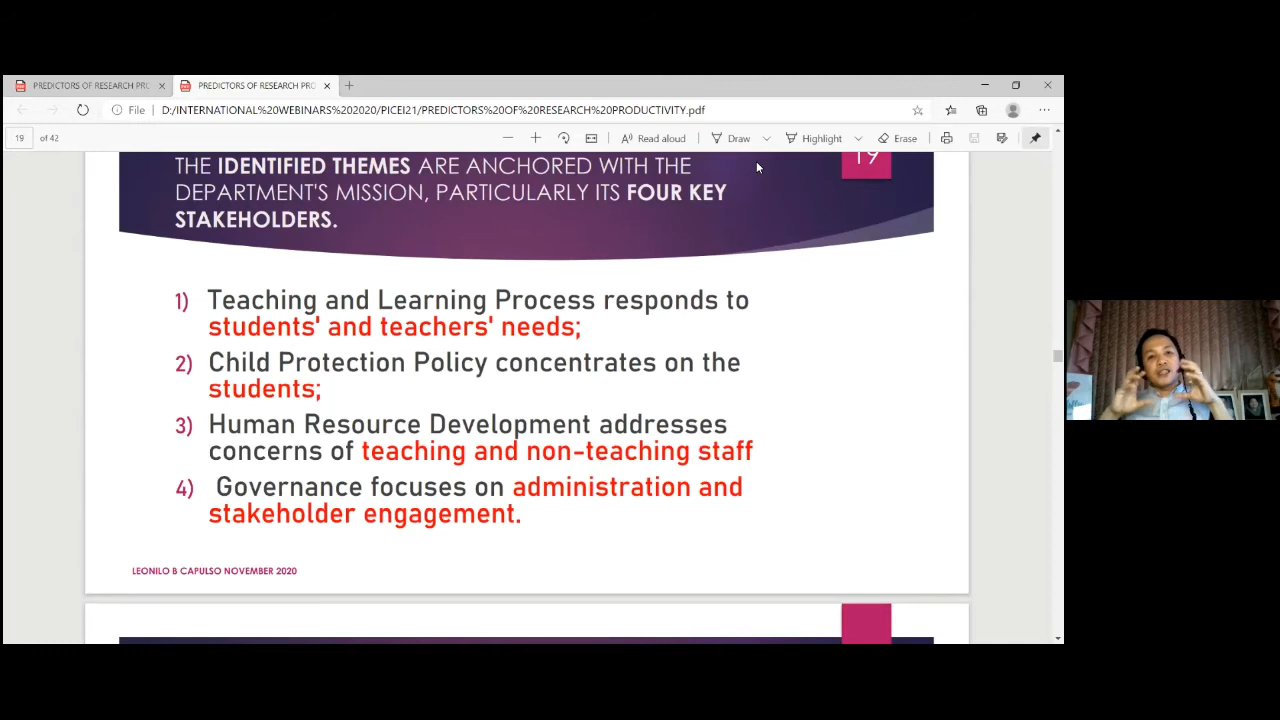 PREDICTORS OF RESEARCH PRO
PREDICTORS OF RESEARCH PRO
File
D:/INTERNATIONAL%20WEBINARS%202020/PICEI21/PREDICTORS%20OF%20RESEARCH%20PRODUCTIVITY.pdf
19 of 42
Read aloud
Draw
Highlight
Erase
19
THE IDENTIFIED THEMES ARE ANCHORED WITH THE
DEPARTMENT'S MISSION, PARTICULARLY ITS FOUR KEY
STAKEHOLDERS.
1) Teaching and Learning Process responds to
students' and teachers' needs;
2) Child Protection Policy concentrates on the
students;
3) Human Resource Development addresses
concerns of teaching and non-teaching staff
4) Governance focuses on administration and
stakeholder engagement.
LEONILO B CAPULSO NOVEMBER 2020